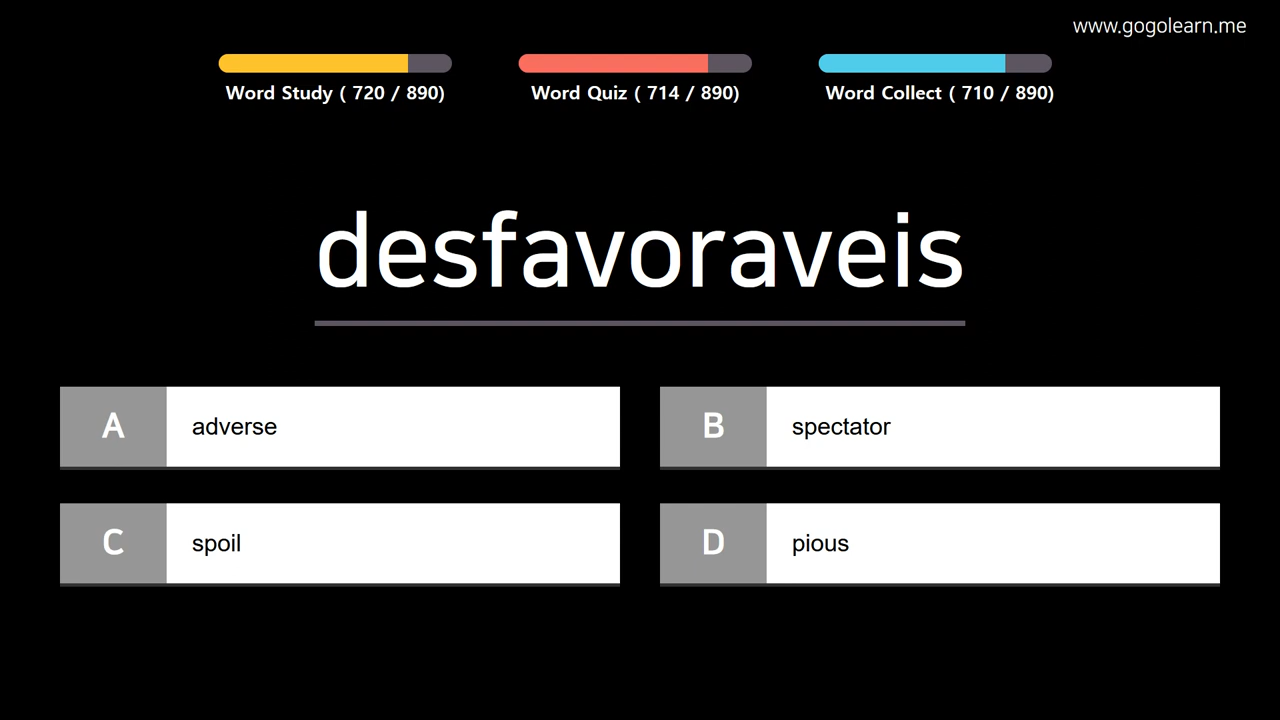 www.gogolearn.me
Word Study ( 720 / 890)
Word Quiz ( 714 / 890)
Word Collect ( 710 / 890)
desfavoraveis
A adverse
B spectator
C spoil
D pious